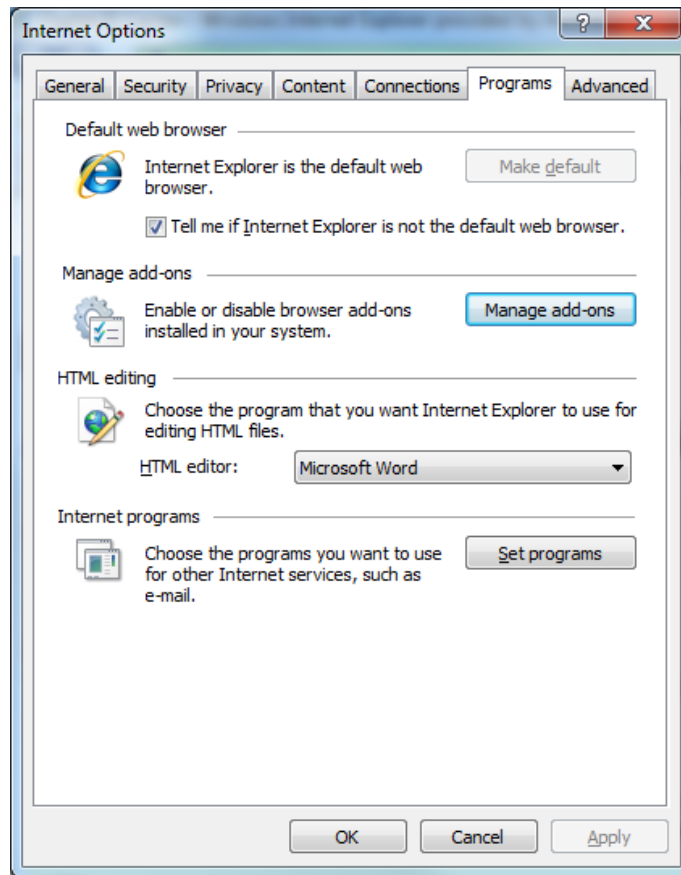 Internet Options
General Security Privacy Content Connections Programs Advanced
Default web browser
Internet Explorer is the default web
browser.
Make default
Tell me if Internet Explorer is not the default web browser.
Manage add-ons
Enable or disable browser add-ons
installed in your system.
Manage add-ons
HTML editing
Choose the program that you want Internet Explorer to use for
editing HTML files.
HTML editor: Microsoft Word
Internet programs
Choose the programs you want to use
for other Internet services, such as
e-mail.
Set programs
OK Cancel Apply